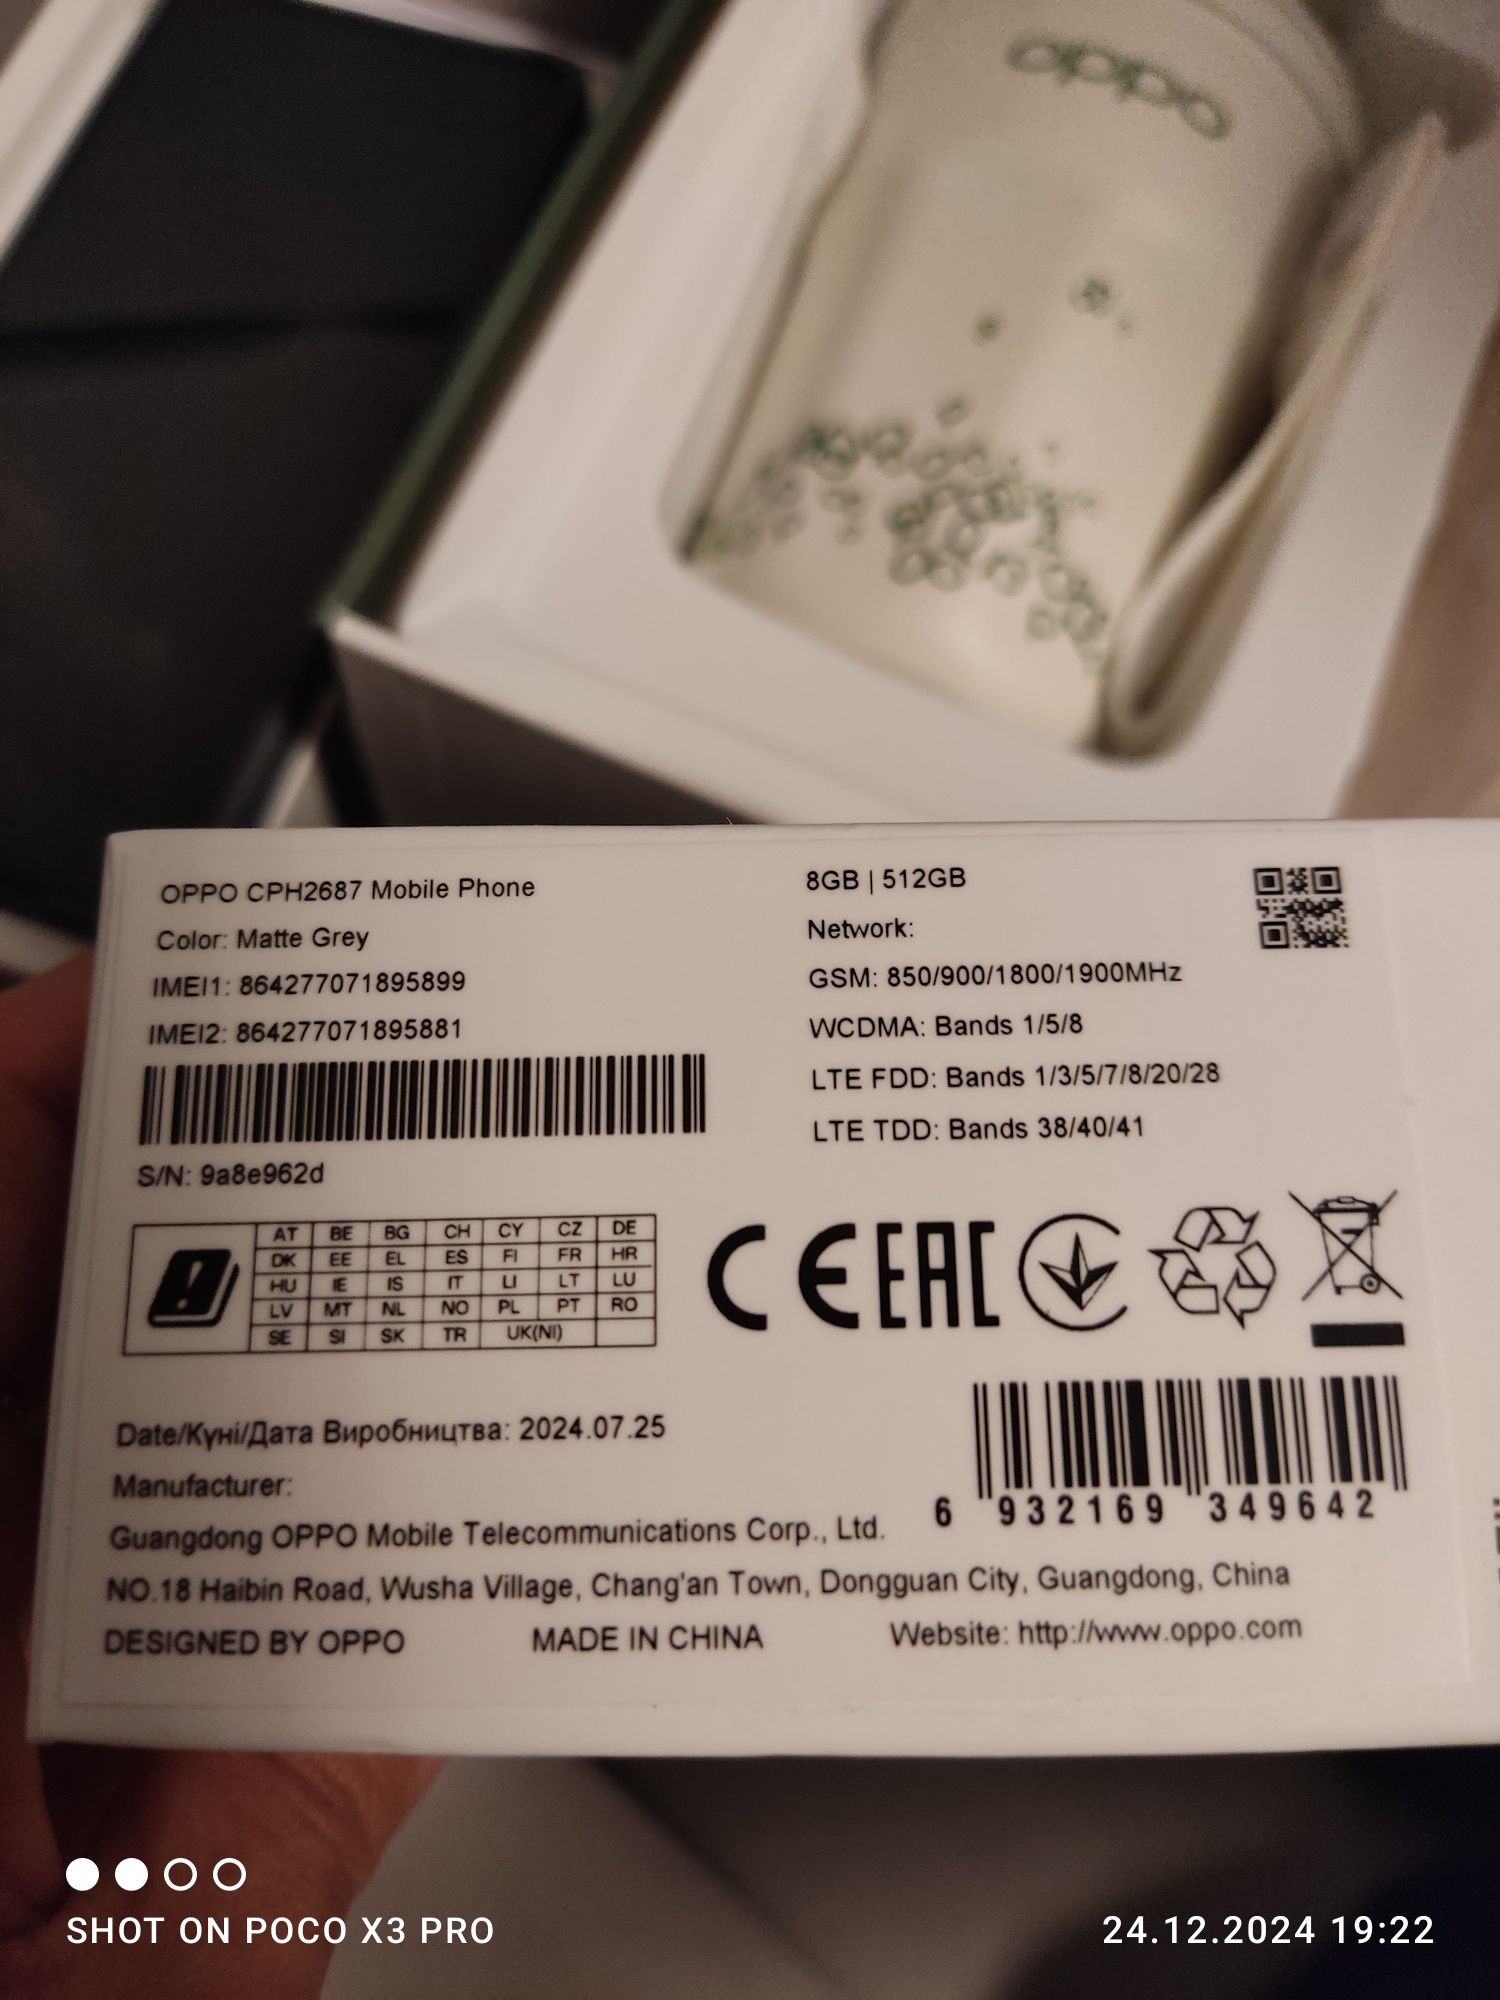 oppo
OPPO CPH2687 Mobile Phone
Color: Matte Grey
IMEI1: 864277071895899
IMEI2: 864277071895881
S/N: 9a8e962d
8GB | 512GB
Network:
GSM: 850/900/1800/1900MHz
WCDMA: Bands 1/5/8
LTE FDD: Bands 1/3/5/7/8/20/28
LTE TDD: Bands 38/40/41
AT BE BG CH CY CZ DE
DK EE EL ES FI FR HR
HU IE IS IT LI LT LU
LV MT NL NO PL PT RO
SE SI SK TR UK(NI)
CE EAC
Date/Күні/Дата Виробництва: 2024.07.25
Manufacturer:
Guangdong OPPO Mobile Telecommunications Corp., Ltd.
6 932169 349642
NO.18 Haibin Road, Wusha Village, Chang'an Town, Dongguan City, Guangdong, China
DESIGNED BY OPPO MADE IN CHINA Website: http://www.oppo.com
SHOT ON POCO X3 PRO
24.12.2024 19:22